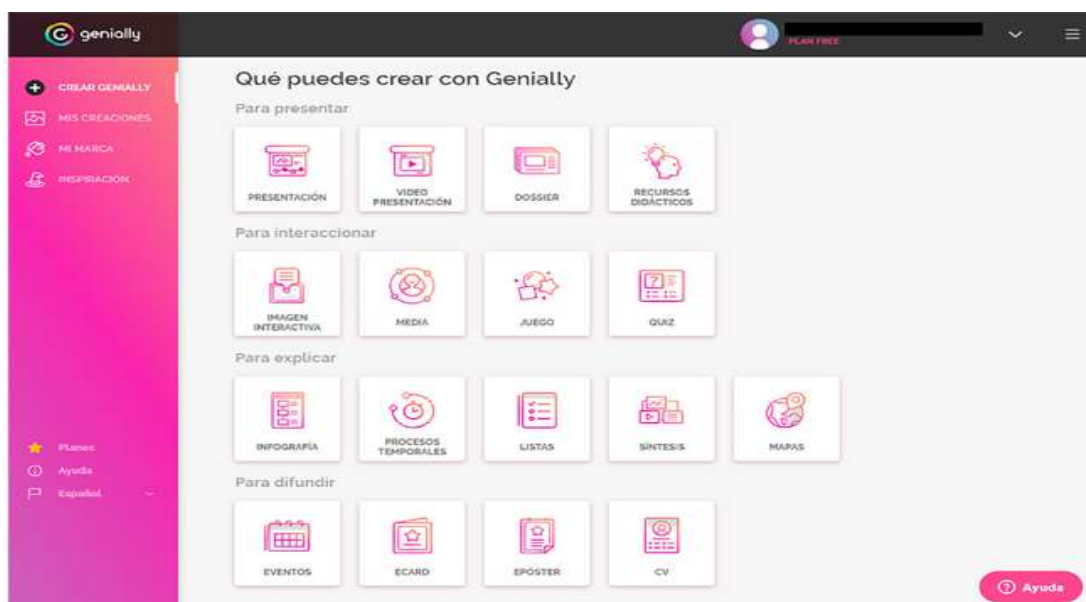 genially
PLAN FREE
CREAR GENIALLY
MIS CREACIONES
MI MARCA
INSPIRACIÓN
Planes
Ayuda
Español
Qué puedes crear con Genially
Para presentar
PRESENTACIÓN
VIDEO
PRESENTACIÓN
DOSSIER
RECURSOS
DIDÁCTICOS
Para interaccionar
IMAGEN
INTERACTIVA
MEDIA
JUEGO
QUIZ
Para explicar
INFOGRAFÍA
PROCESOS
TEMPORALES
LISTAS
SÍNTESIS
MAPAS
Para difundir
EVENTOS
ECARD
EPÓSTER
CV
Ayuda